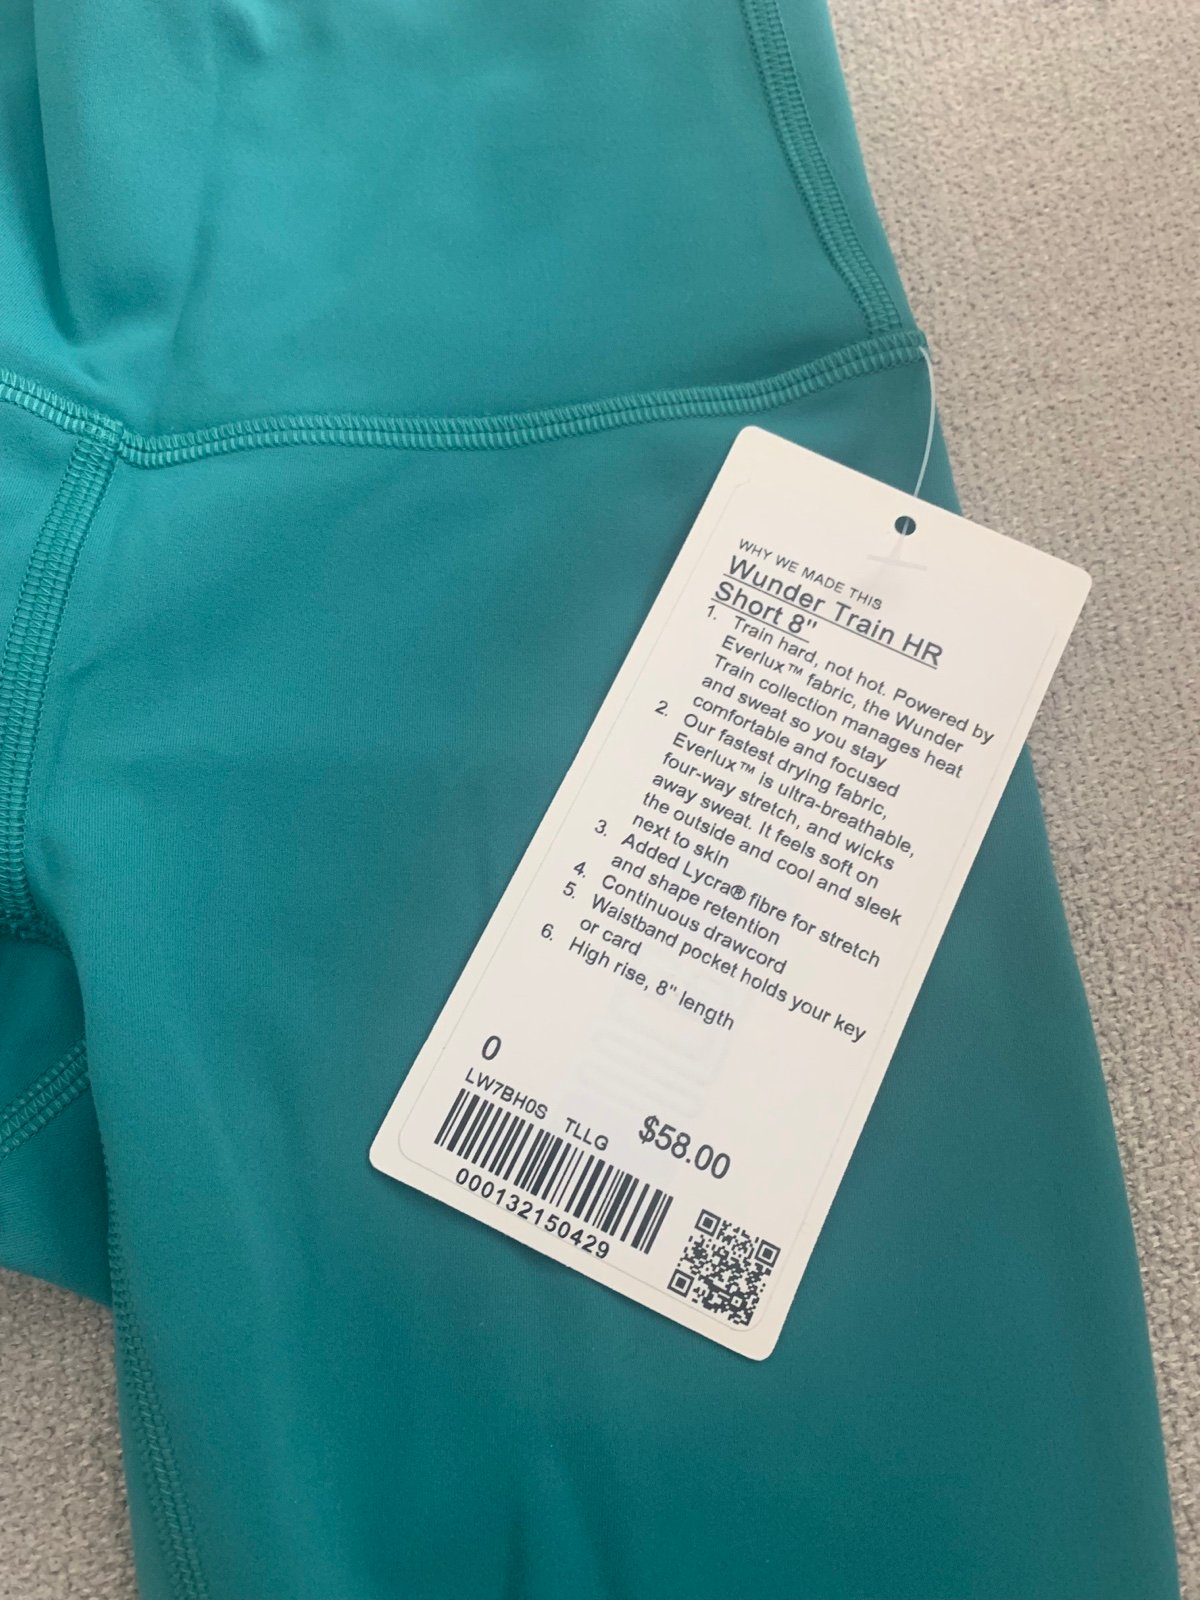 WHY WE MADE THIS
Wunder Train HR
Short 8"
1. Train hard, not hot. Powered by
Everlux™ fabric, the Wunder
Train collection manages heat
and sweat so you stay
comfortable and focused
2. Our fastest drying fabric,
Everlux™ is ultra-breathable,
four-way stretch, and wicks
away sweat. It feels soft on
the outside and cool and sleek
next to skin
3. Added Lycra® fibre for stretch
and shape retention
4. Continuous drawcord
5. Waistband pocket holds your key
or card
6. High rise, 8" length
0
LW7BH0S TLLG
$58.00
000132150429